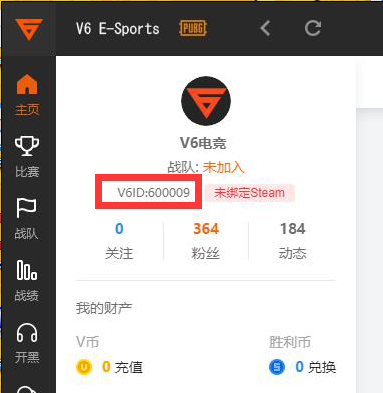 V6 E-Sports PUBG
主页
比赛
战队
战绩
开黑
V6电竞
战队: 未加入
V6ID:600009 未绑定Steam
0 364 184
关注 粉丝 动态
我的财产
V币 胜利币
0 充值 0 兑换